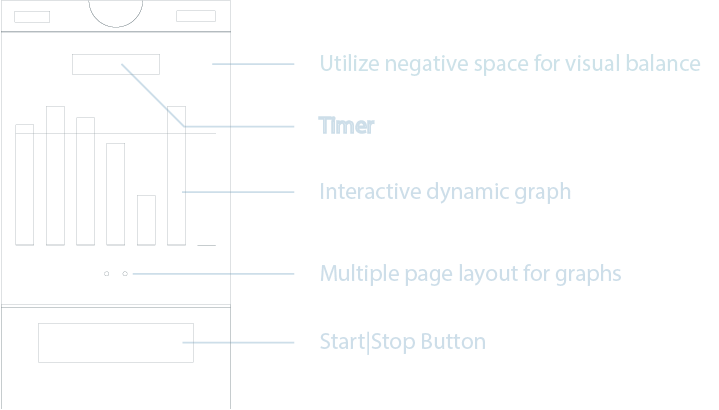 Utilize negative space for visual balance
Timer
Interactive dynamic graph
Multiple page layout for graphs
Start|Stop Button